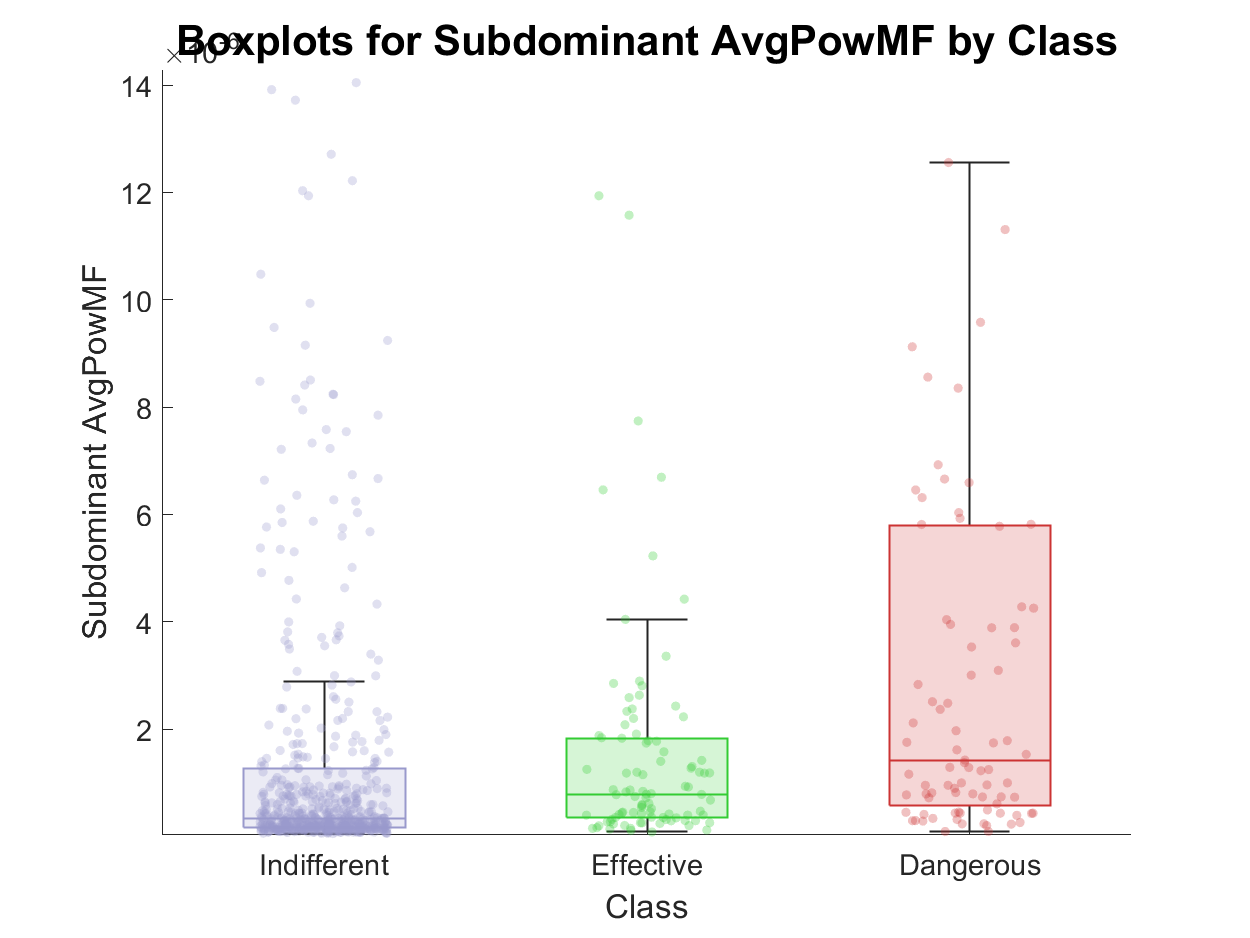 Boxplots for Subdominant AvgPowMF by Class
×10-6
14
12
10
8
6
4
2
Subdominant AvgPowMF
Indifferent Effective Dangerous
Class